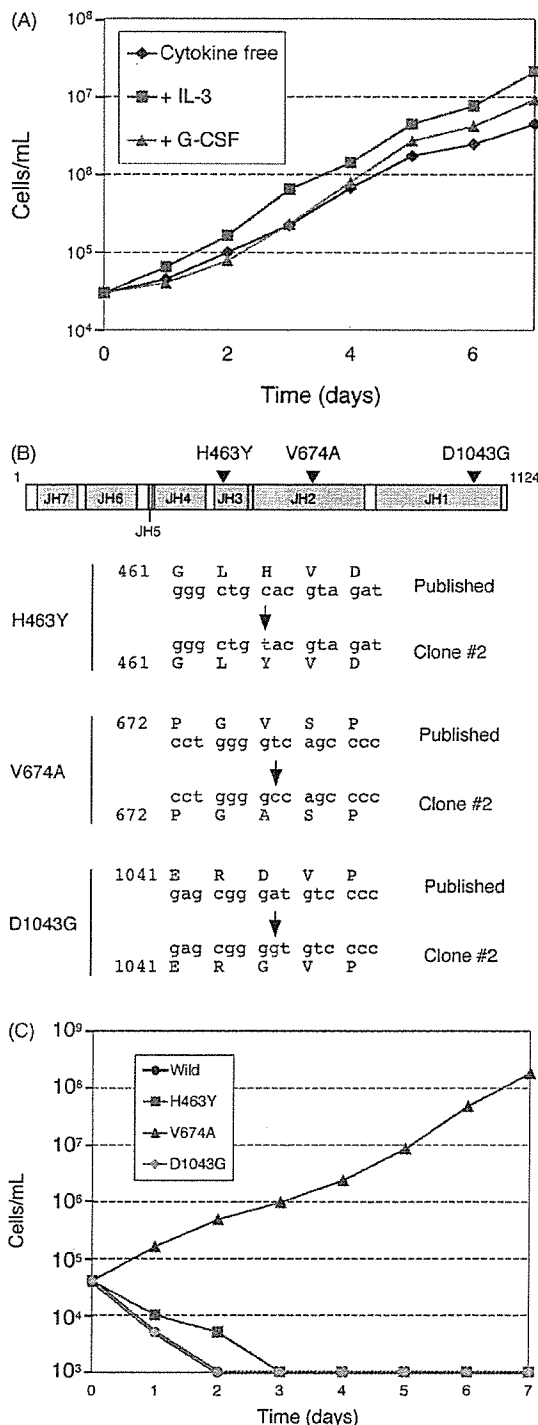 (A)
10⁸
10⁷
10⁶
10⁵
10⁴
Cells/mL
Cytokine free
+ IL-3
+ G-CSF
0 2 4 6
Time (days)
(B)
H463Y V674A D1043G
1 1124
JH7 JH6 JH4 JH3 JH2 JH1
JH5
H463Y
461 G L H V D
ggg ctg cac gta gat Published
ggg ctg tac gta gat Clone #2
461 G L Y V D
V674A
672 P G V S P
cct ggg gtc agc ccc Published
cct ggg gcc agc ccc Clone #2
672 P G A S P
D1043G
1041 E R D V P
gag cgg gat gtc ccc Published
gag cgg ggt gtc ccc Clone #2
1041 E R G V P
(C)
10⁹
10⁸
10⁷
10⁶
10⁵
10⁴
10³
Cells/mL
Wild
H463Y
V674A
D1043G
0 1 2 3 4 5 6 7
Time (days)